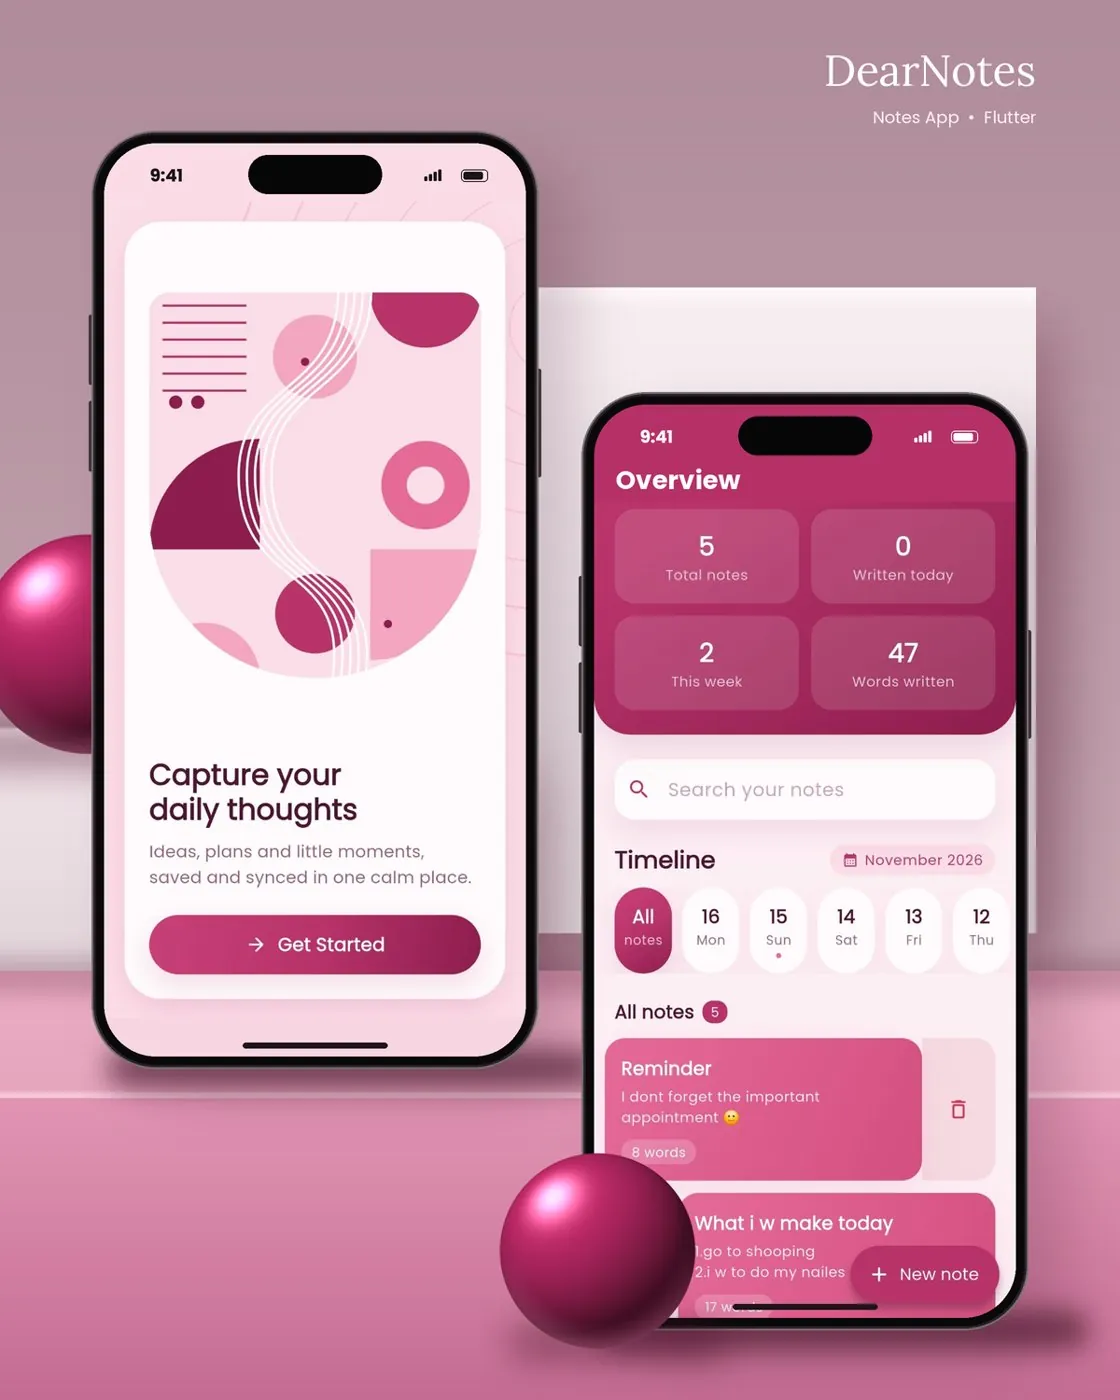 DearNotes
Notes App • Flutter
9:41
Capture your
daily thoughts
Ideas, plans and little moments,
saved and synced in one calm place.
→ Get Started
9:41
Overview
5
Total notes
0
Written today
2
This week
47
Words written
Search your notes
Timeline
November 2026
All
notes
16
Mon
15
Sun
14
Sat
13
Fri
12
Thu
All notes 5
Reminder
I dont forget the important
appointment 😐
8 words
What i w make today
1.go to shooping
2.i w to do my nailes
17 words
+ New note